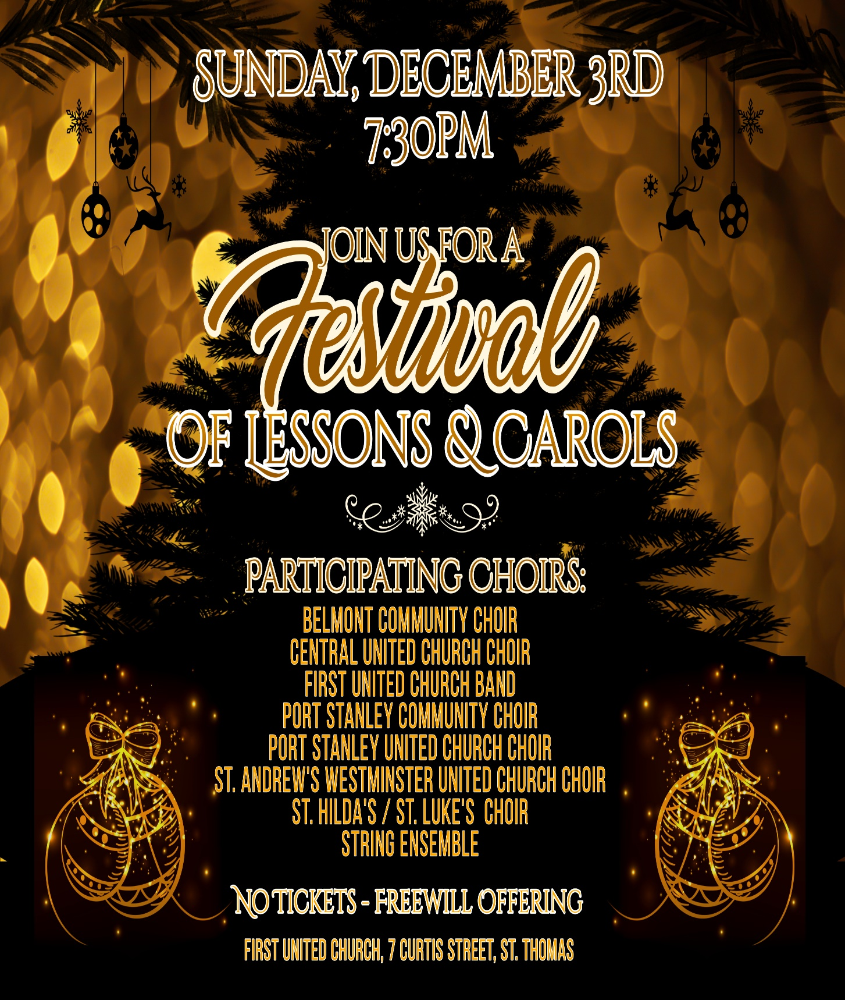 SUNDAY, DECEMBER 3RD
7:30PM
JOIN US FOR A
Festival
OF LESSONS & CAROLS
PARTICIPATING CHOIRS:
BELMONT COMMUNITY CHOIR
CENTRAL UNITED CHURCH CHOIR
FIRST UNITED CHURCH BAND
PORT STANLEY COMMUNITY CHOIR
PORT STANLEY UNITED CHURCH CHOIR
ST. ANDREW'S WESTMINSTER UNITED CHURCH CHOIR
ST. HILDA'S / ST. LUKE'S CHOIR
STRING ENSEMBLE
NO TICKETS - FREEWILL OFFERING
FIRST UNITED CHURCH, 7 CURTIS STREET, ST. THOMAS